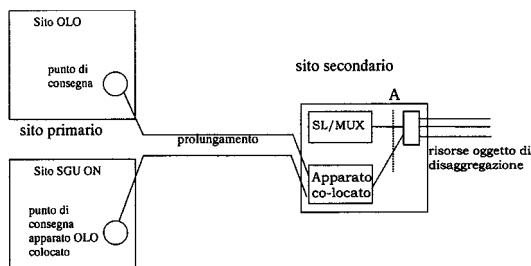 Sito OLO
punto di
consegna
sito primario
Sito SGU ON
punto di
consegna
apparato OLO
colocato
prolungamento
sito secondario
A
SL/MUX
Apparato
co-locato
risorse oggetto di
disaggregazione